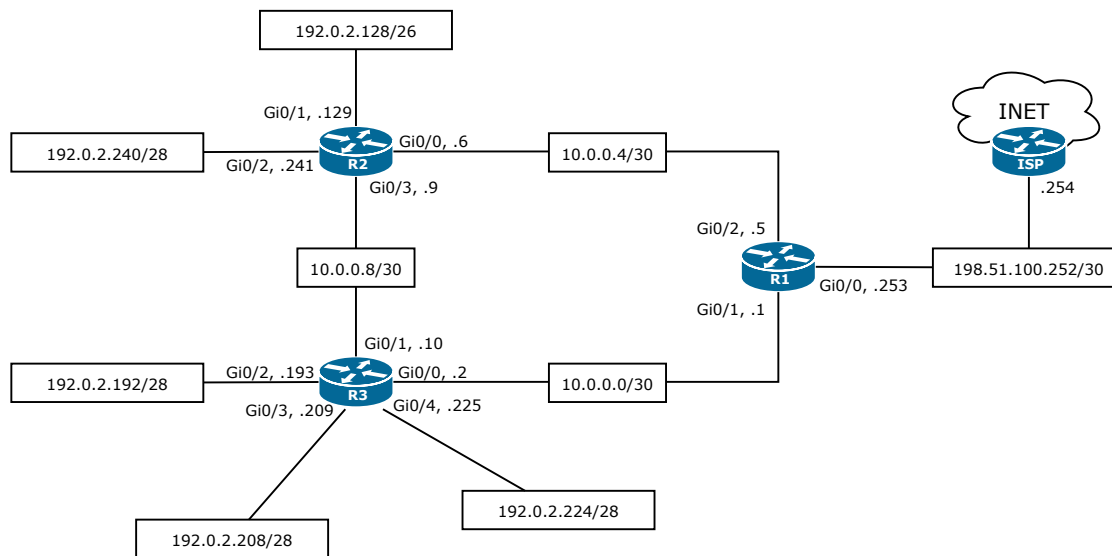 192.0.2.128/26
INET
Gi0/1, .129
Gi0/0, .6
192.0.2.240/28
R2
10.0.0.4/30
ISP
Gi0/2, .241
Gi0/3, .9
.254
Gi0/2, .5
10.0.0.8/30
R1
198.51.100.252/30
Gi0/0, .253
Gi0/1, .1
Gi0/1, .10
Gi0/2, .193
Gi0/0, .2
192.0.2.192/28
R3
10.0.0.0/30
Gi0/3, .209
Gi0/4, .225
192.0.2.224/28
192.0.2.208/28